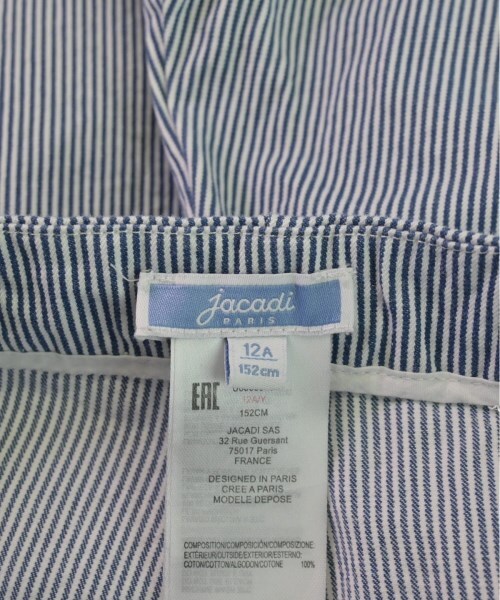 jacadi
PARIS
12A
152cm
EAC
12A/Y
152CM
JACADI SAS
32 Rue Guersant
75017 Paris
FRANCE
DESIGNED IN PARIS
CREE A PARIS
MODELE DEPOSE
COMPOSITION/COMPOSICIÓN/COMPOSIZIONE
EXTÉRIEUR/OUTSIDE/EXTERIOR/ESTERNO:
COTON/COTTON/ALGODON/COTONE 100%